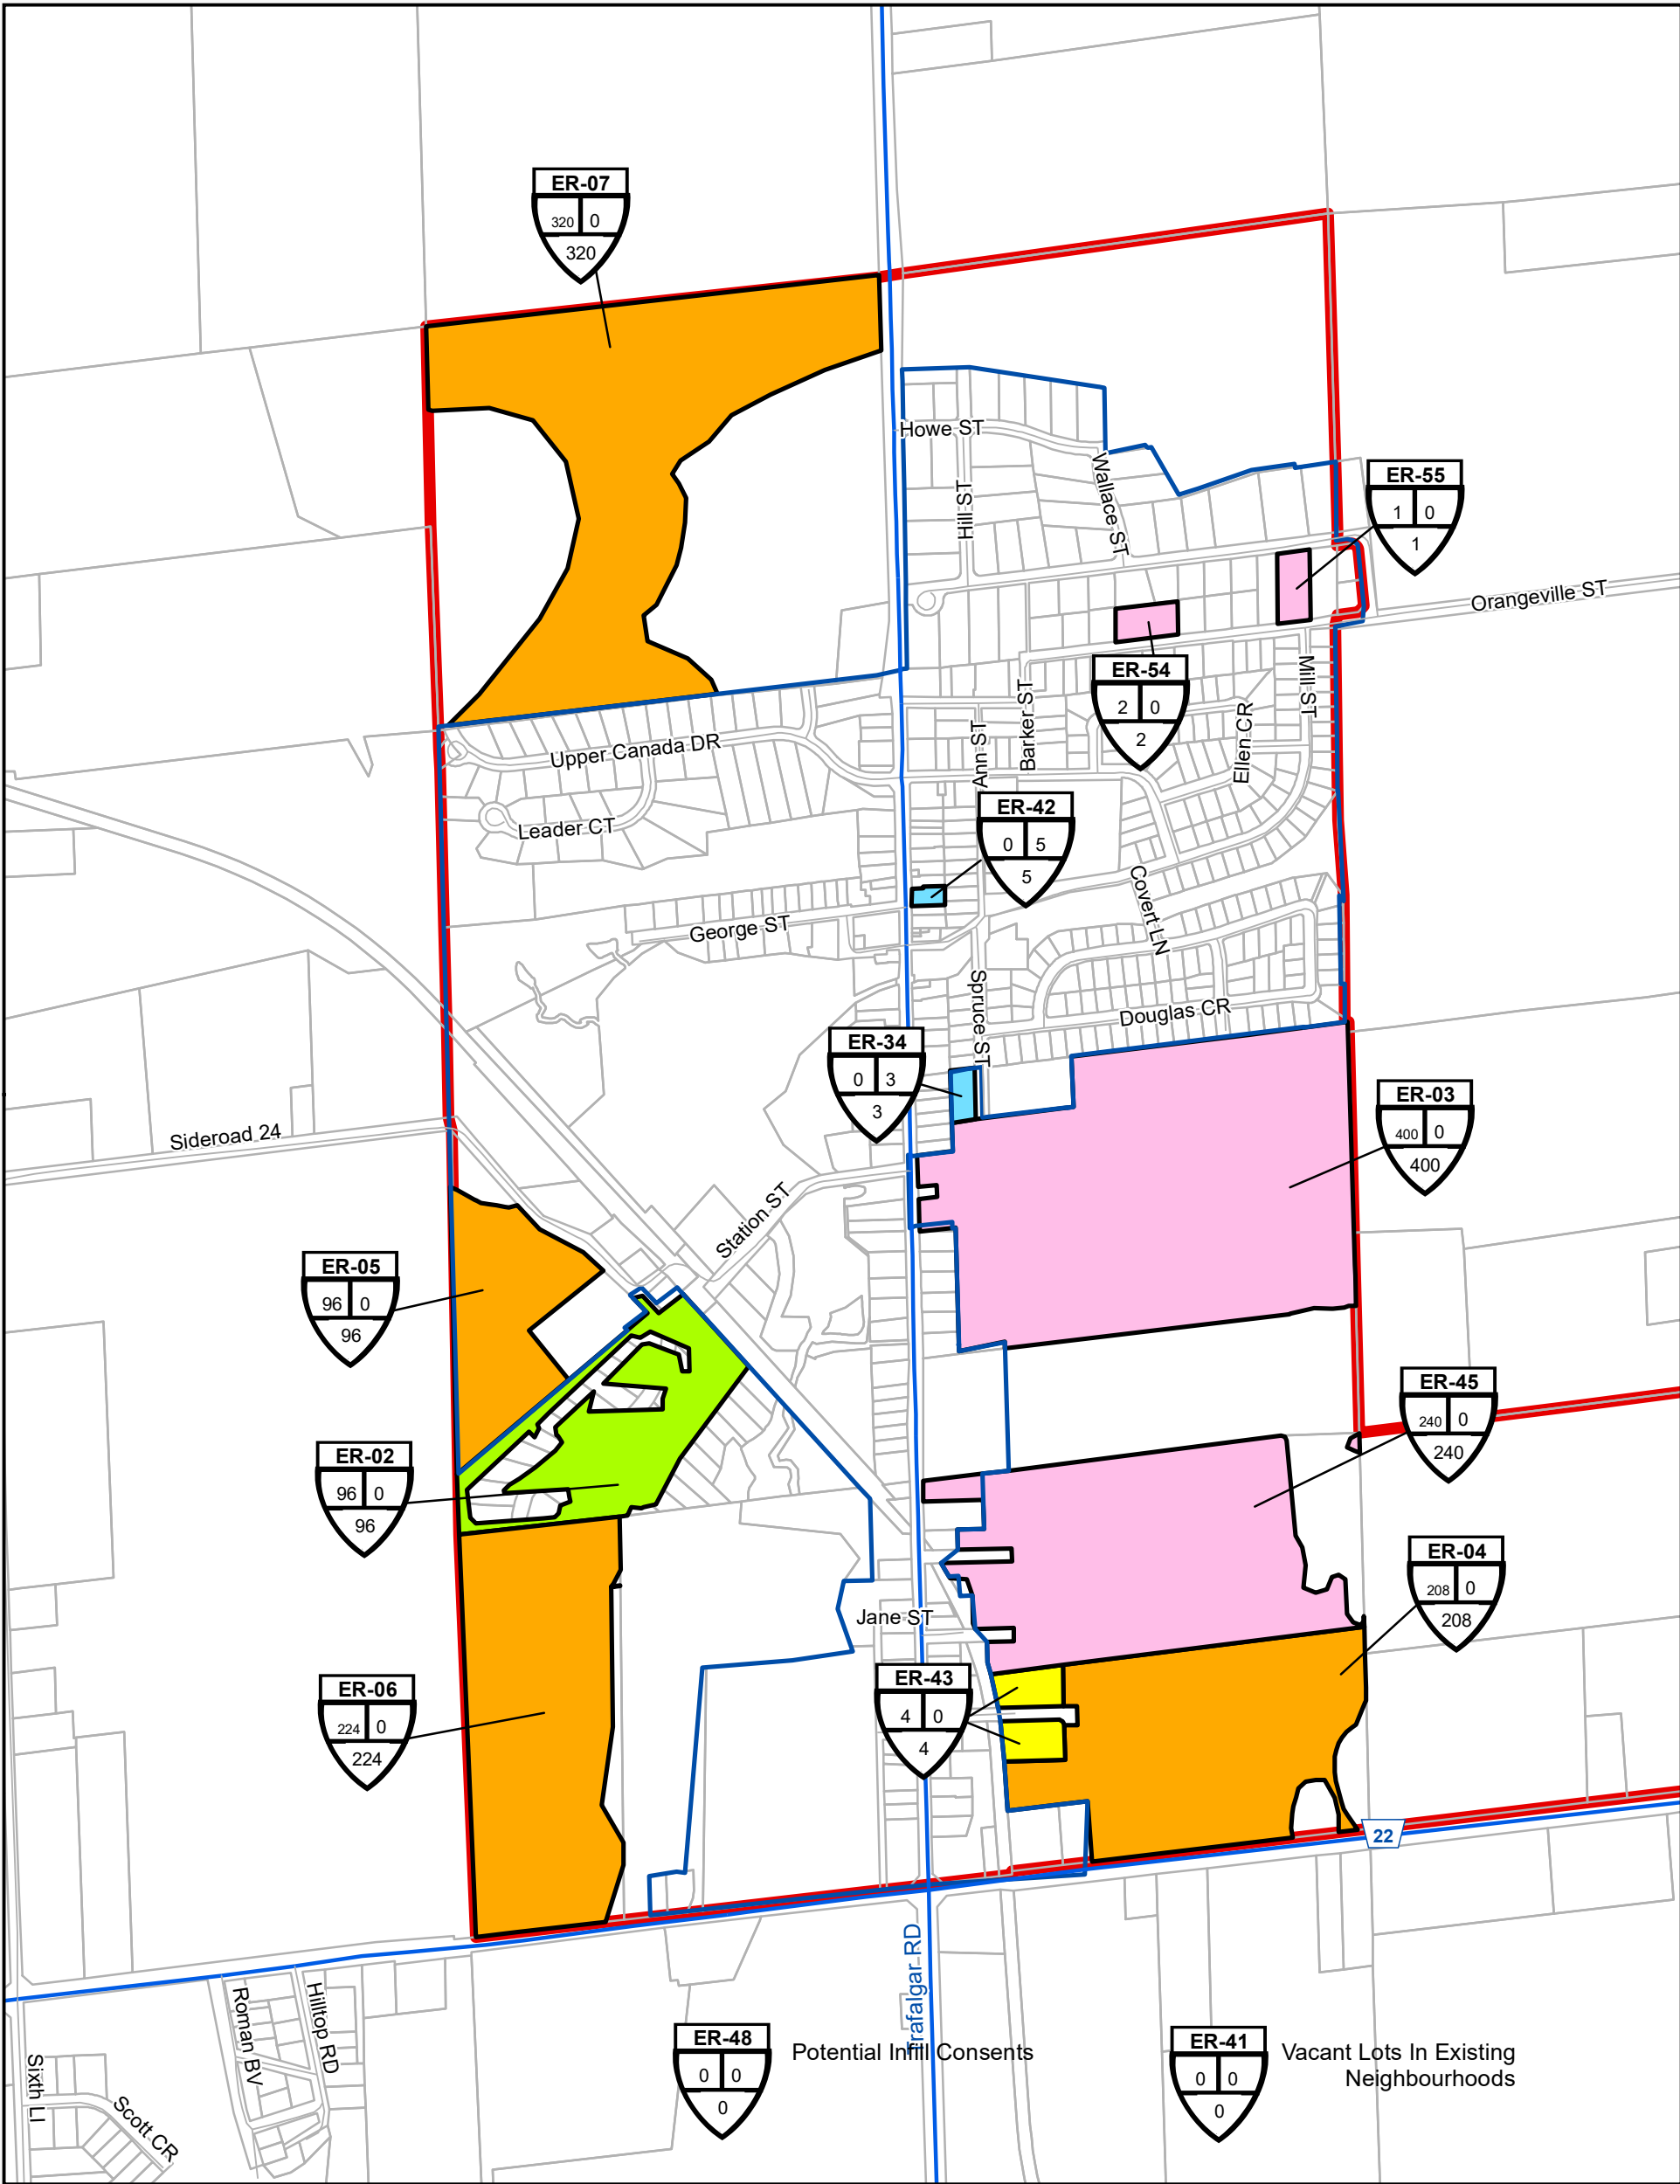 ER-07
320 0
320
Howe ST
Hill ST
Wallace ST
ER-55
1 0
1
Orangeville ST
ER-54
2 0
2
Mill ST
Barker ST
Ann ST
Ellen CR
Upper Canada DR
Leader CT
ER-42
0 5
5
Covert LN
George ST
Spruce ST
Douglas CR
ER-34
0 3
3
ER-03
400 0
400
Sideroad 24
Station ST
ER-05
96 0
96
ER-45
240 0
240
ER-02
96 0
96
ER-04
208 0
208
Jane ST
ER-43
4 0
4
ER-06
224 0
224
22
Trafalgar RD
Roman BV
Hilltop RD
Sixth LI
Scott CR
ER-48
0 0
0
Potential Infill Consents
ER-41
0 0
0
Vacant Lots In Existing
Neighbourhoods